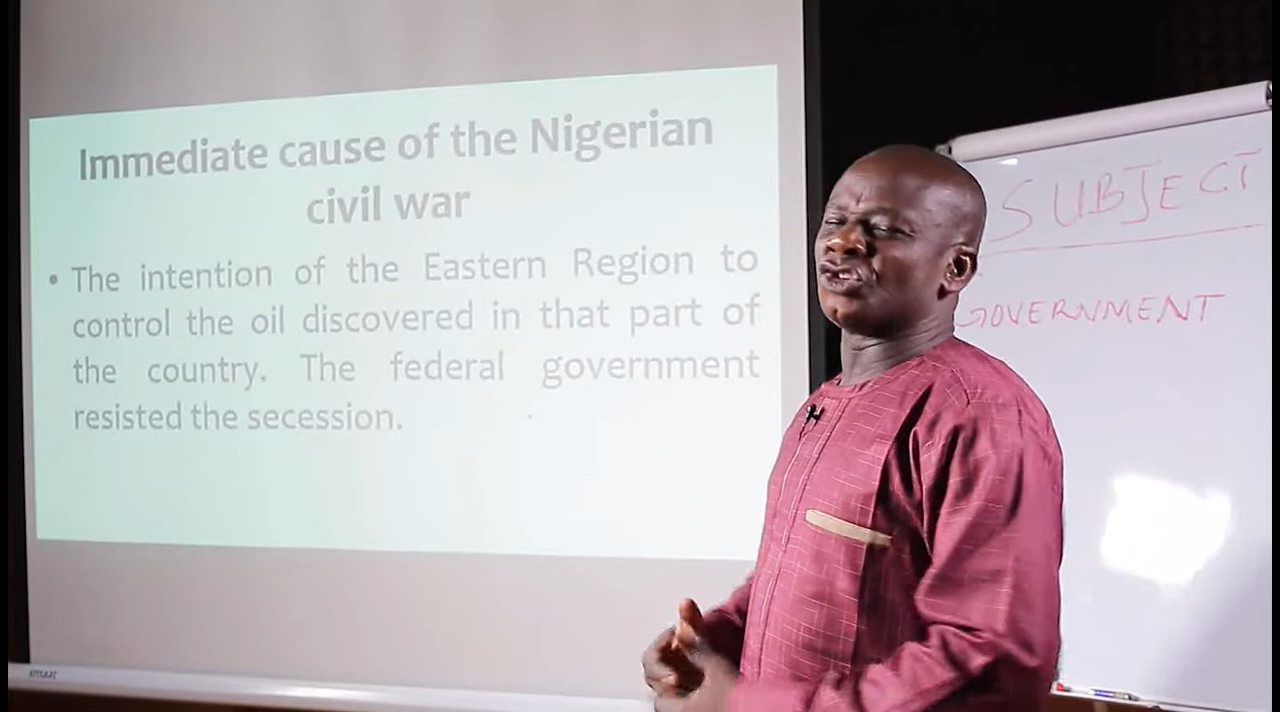 Immediate cause of the Nigerian
civil war
• The intention of the Eastern Region to
control the oil discovered in that part of
the country. The federal government
resisted the secession.
SUBJECT
GOVERNMENT